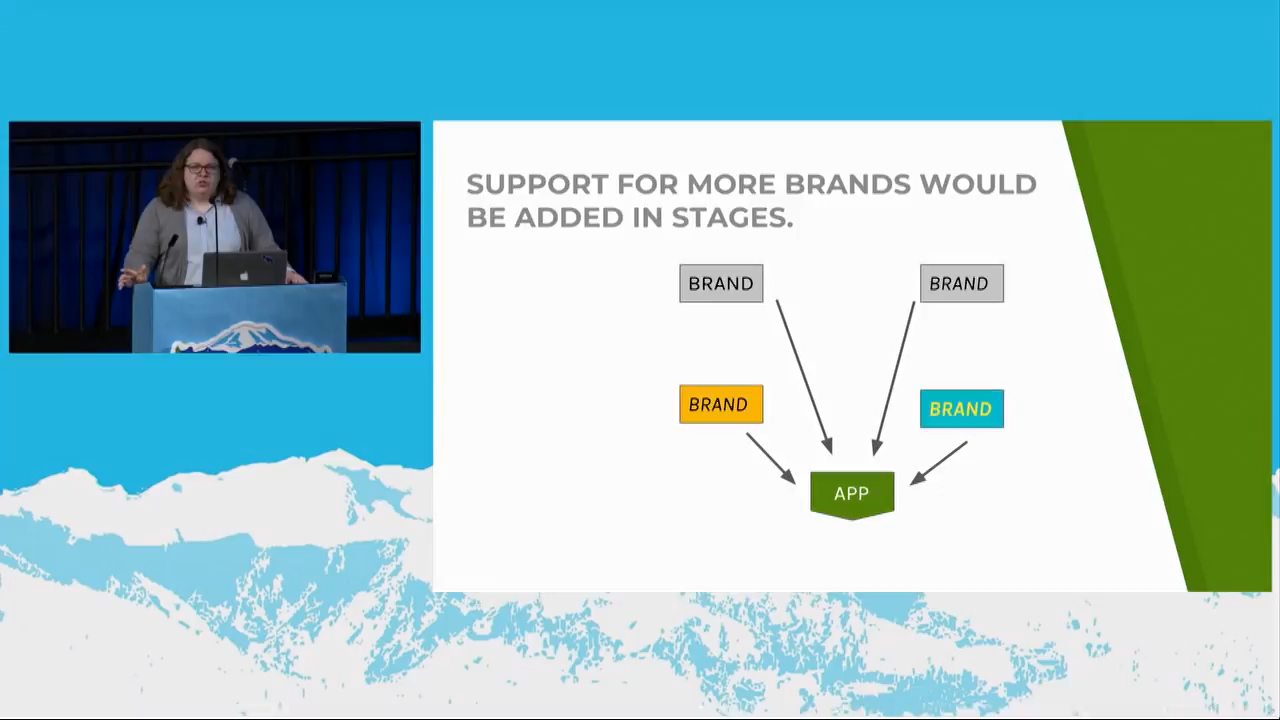 SUPPORT FOR MORE BRANDS WOULD
BE ADDED IN STAGES.
BRAND
BRAND
BRAND
BRAND
APP